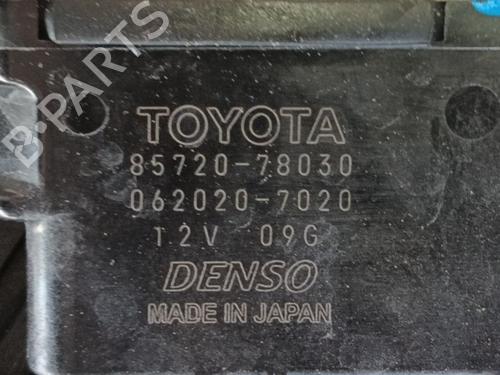 TOYOTA
85720-78030
062020-7020
12V 09G
DENSO
MADE IN JAPAN
B-PARTS